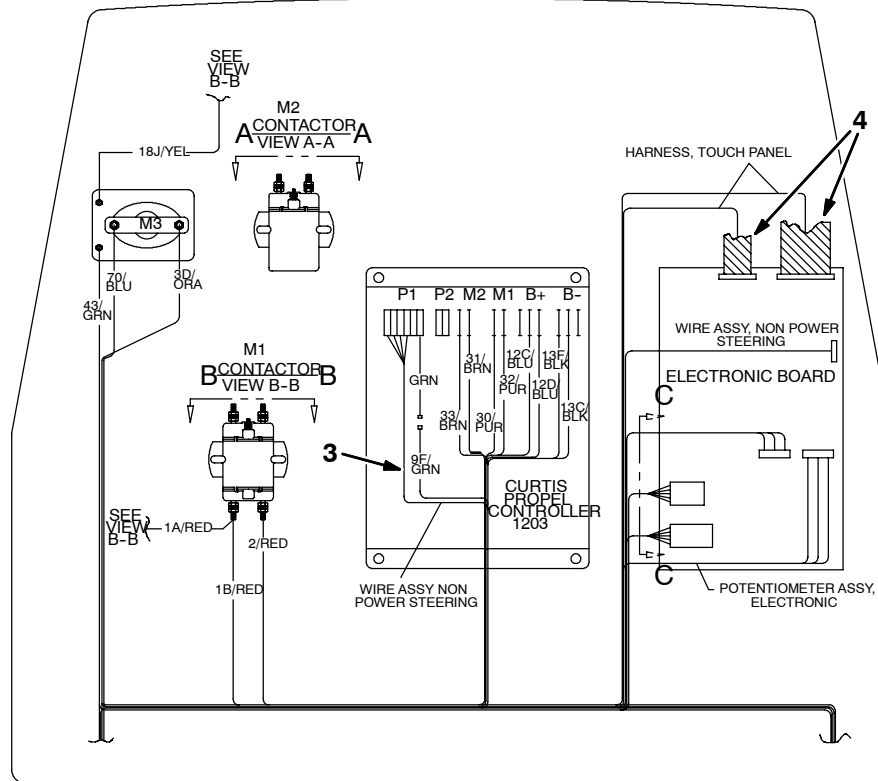 SEE
VIEW
B-B
M2
CONTACTOR
A VIEW A-A A
18J/YEL
4
HARNESS, TOUCH PANEL
M3
70/
BLU
3D/
ORA
43/
GRN
P1 P2 M2 M1 B+ B-
WIRE ASSY, NON POWER
STEERING
ELECTRONIC BOARD
M1
CONTACTOR
B VIEW B-B B
GRN
31/
BRN
12C/
BLU
13F/
BLK
32/
PUR
12D/
BLU
33/
BRN
30/
PUR
13C/
BLK
C
3
9F/
GRN
CURTIS
PROPEL
CONTROLLER
1203
SEE
VIEW
B-B
1A/RED
2/RED
1B/RED
WIRE ASSY NON
POWER STEERING
C
POTENTIOMETER ASSY,
ELECTRONIC